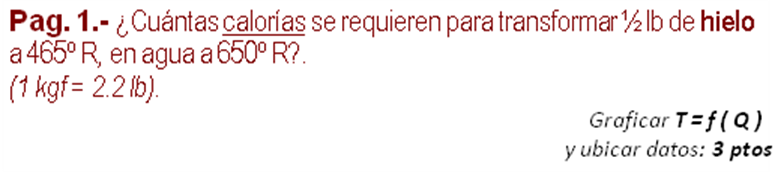 Pag. 1.- ¿Cuántas calorías se requieren para transformar ½ lb de hielo
a 465º R, en agua a 650º R?.
(1 kgf = 2.2 lb).
Graficar T = f ( Q )
y ubicar datos: 3 ptos